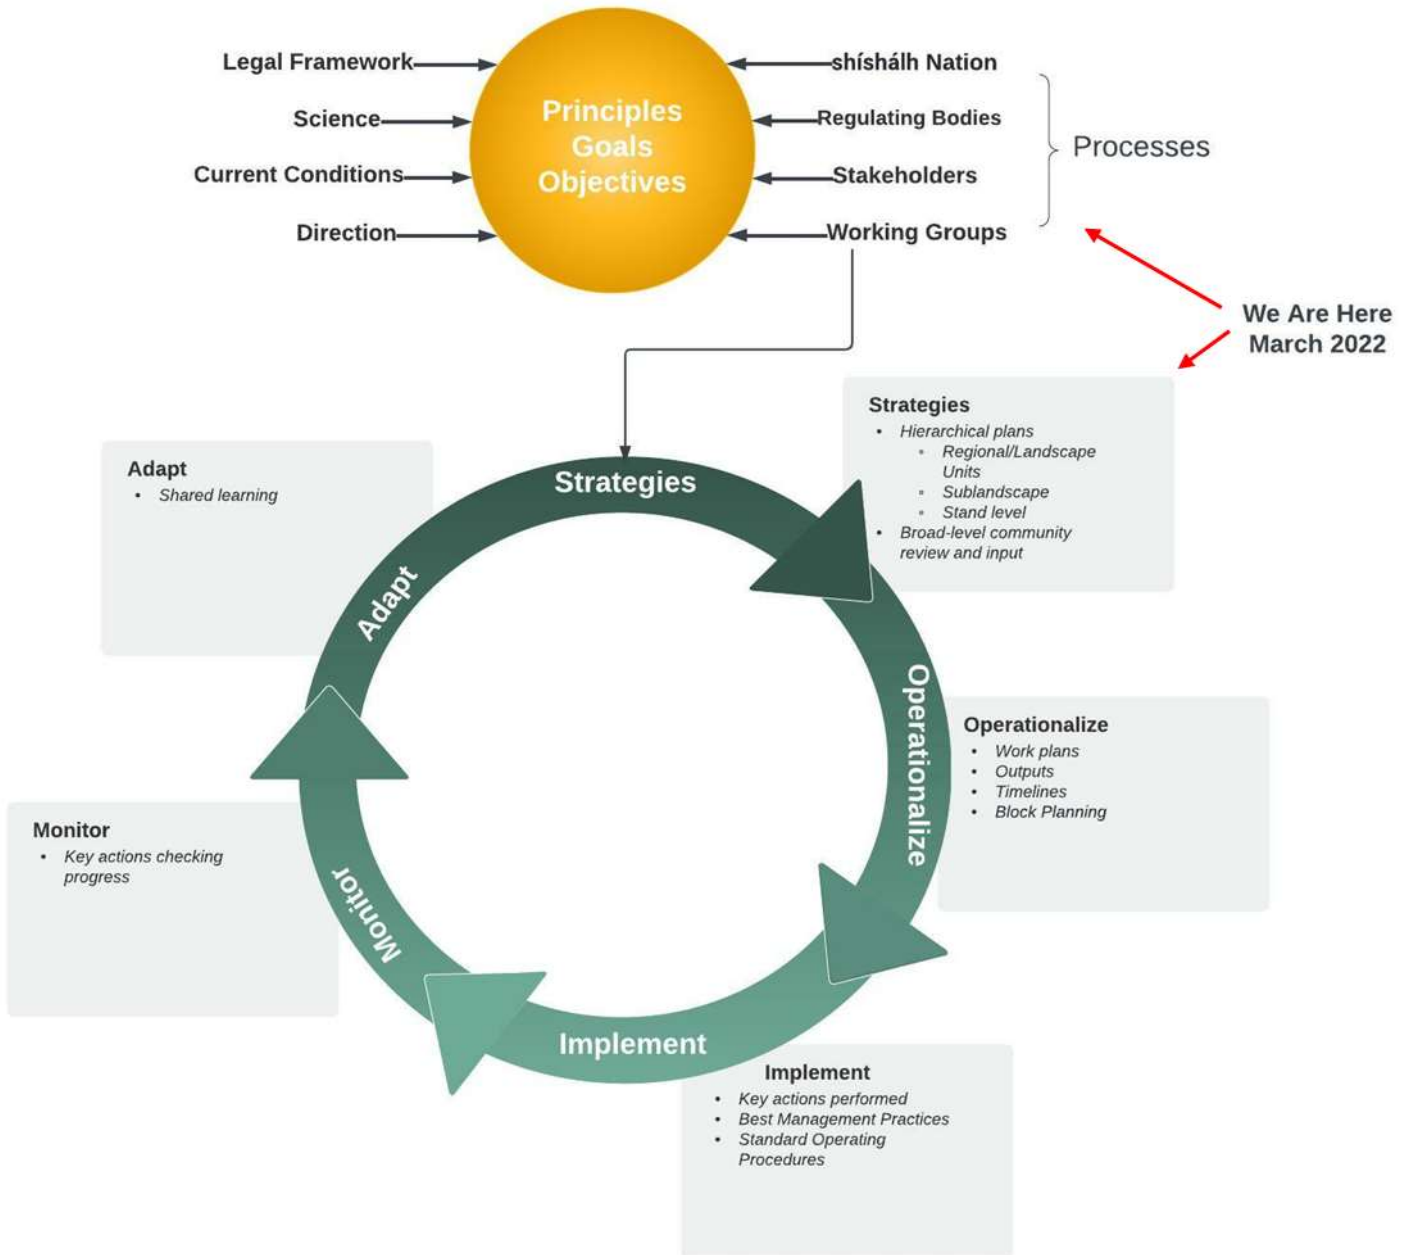 Legal Framework
Science
Current Conditions
Direction
Principles
Goals
Objectives
shíshálh Nation
Regulating Bodies
Stakeholders
Working Groups
Processes
We Are Here
March 2022
Strategies
• Hierarchical plans
▫ Regional/Landscape
Units
▫ Sublandscape
▫ Stand level
• Broad-level community
review and input
Adapt
• Shared learning
Strategies
Adapt
Operationalize
Operationalize
• Work plans
• Outputs
• Timelines
• Block Planning
Monitor
• Key actions checking
progress
Monitor
Implement
Implement
• Key actions performed
• Best Management Practices
• Standard Operating
Procedures